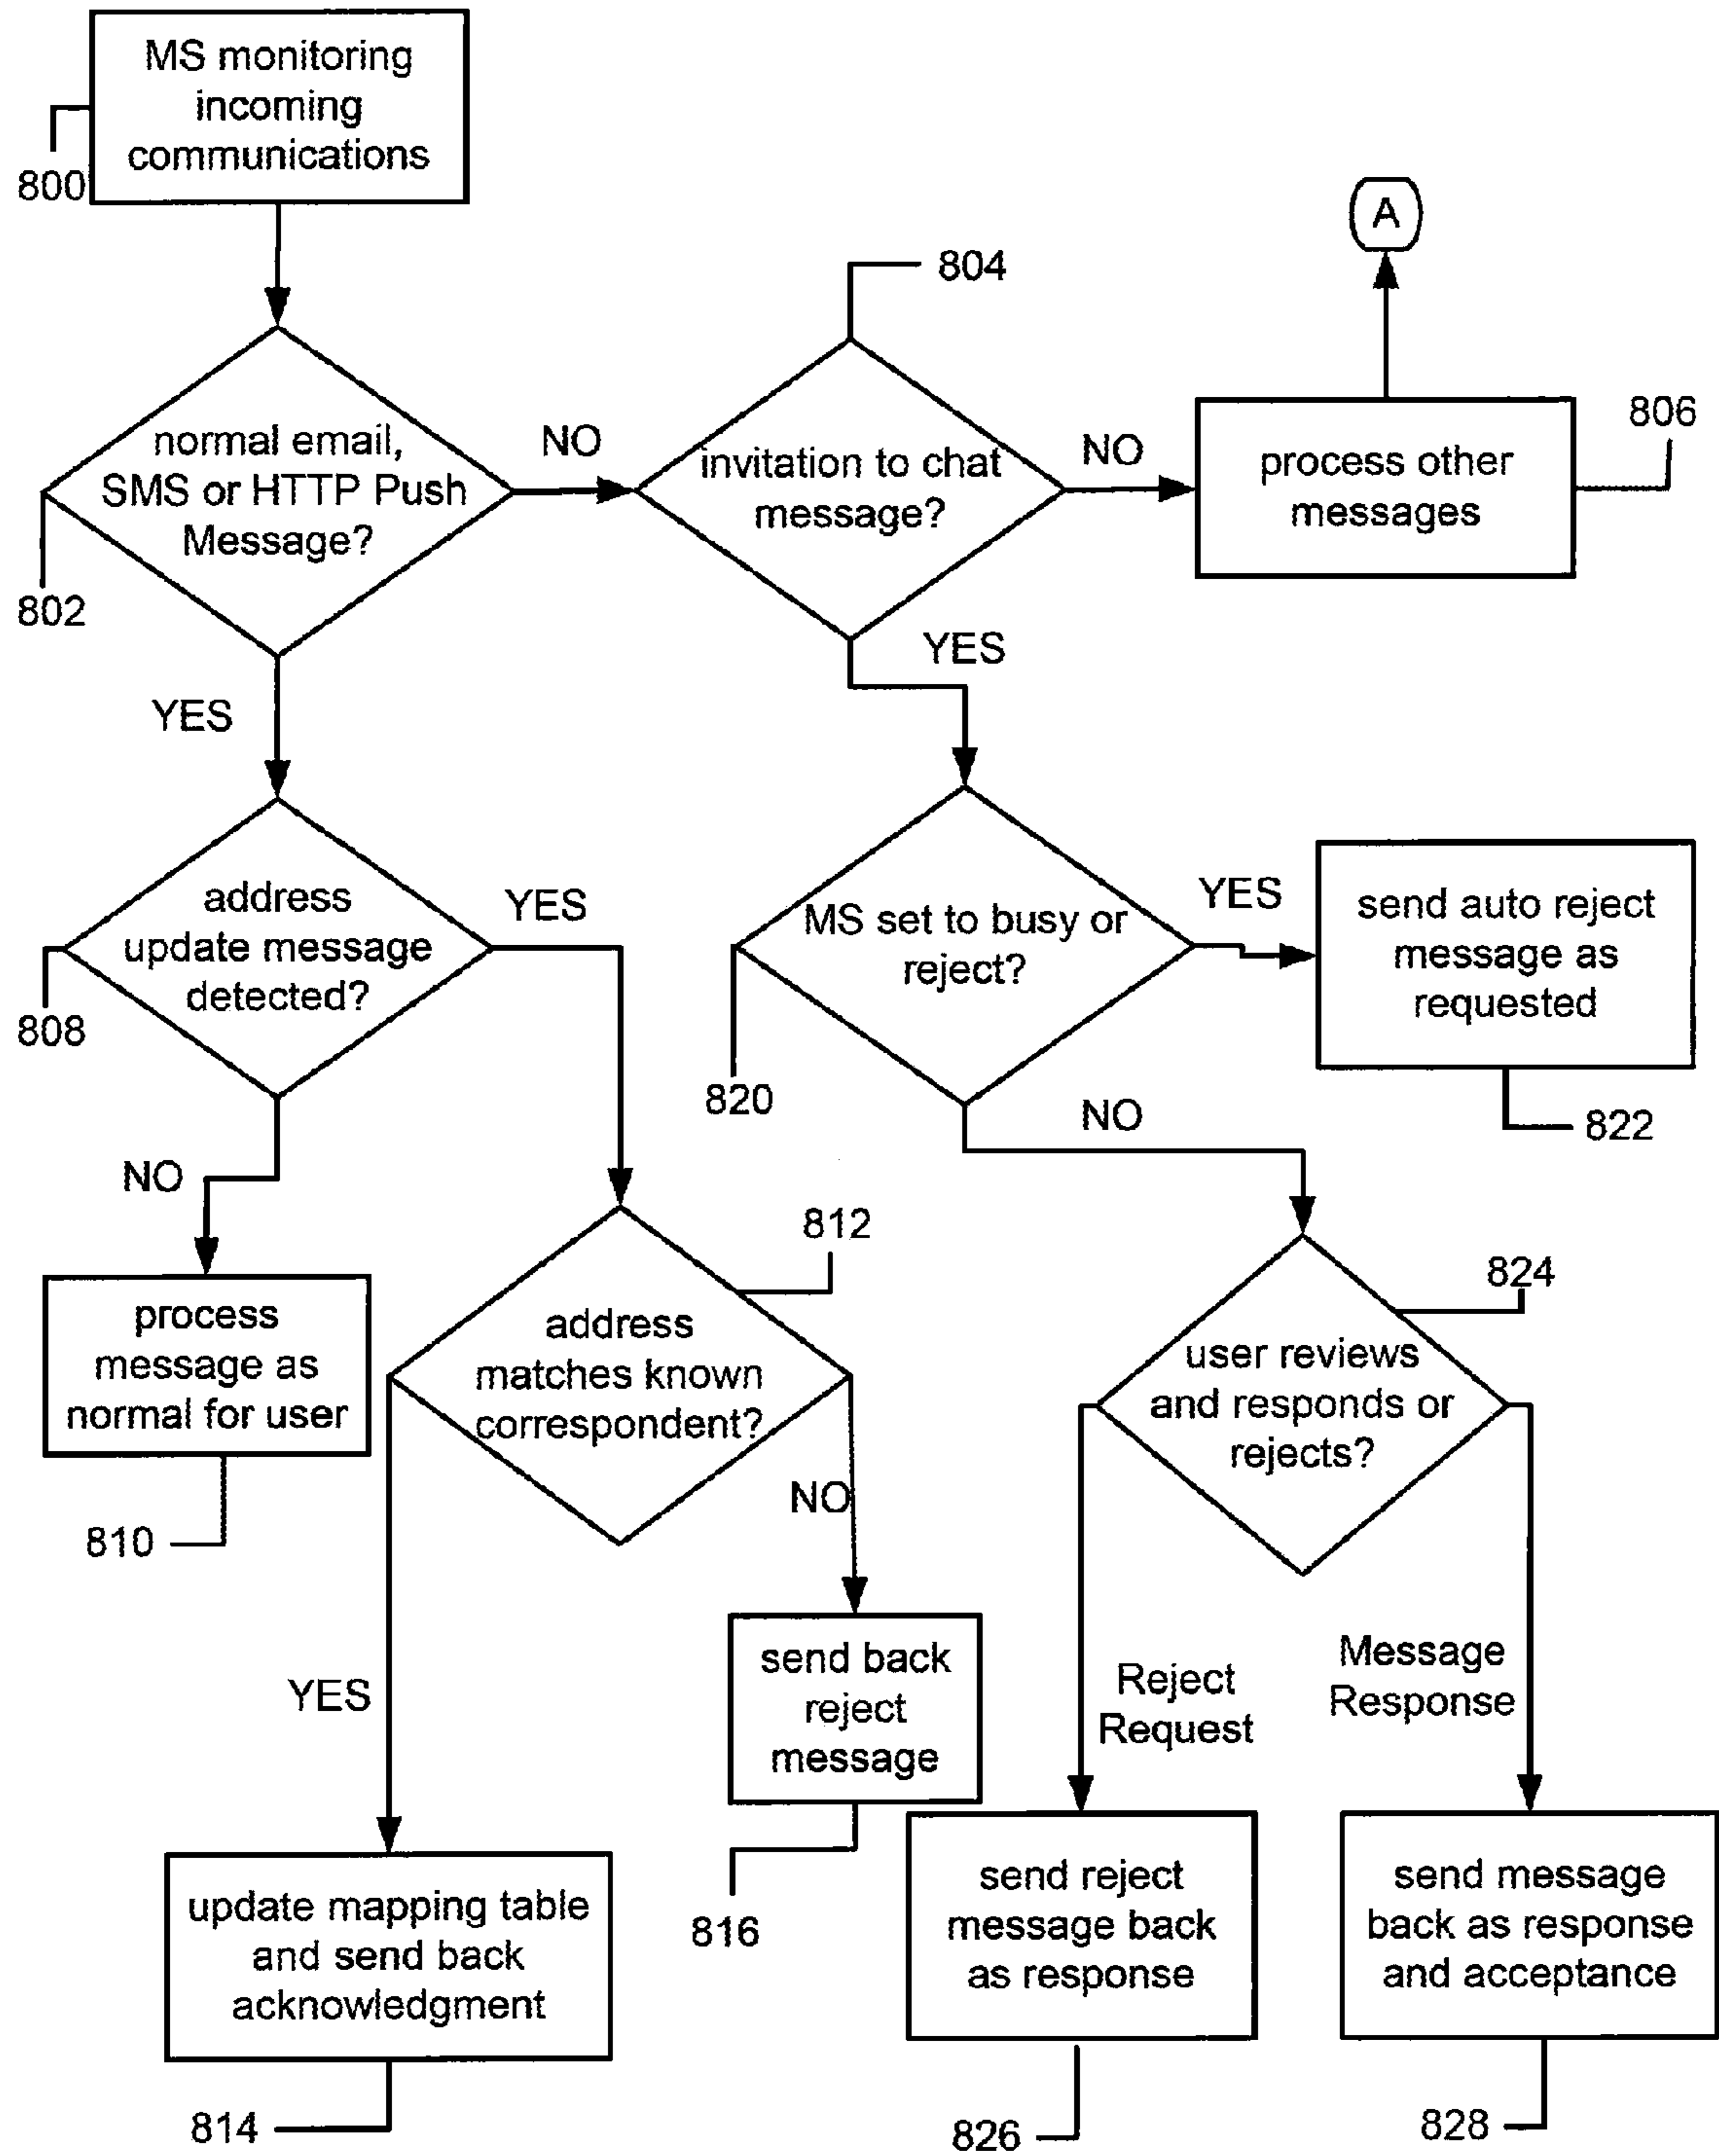 MS monitoring
incoming
communications
800
A
804
normal email,
SMS or HTTP Push
Message?
802
NO
invitation to chat
message?
NO
process other
messages
806
YES
YES
address
update message
detected?
808
YES
MS set to busy or
reject?
820
YES
send auto reject
message as
requested
822
NO
NO
process
message as
normal for user
810
812
address
matches known
correspondent?
824
user reviews
and responds or
rejects?
NO
YES
send back
reject
message
816
Reject
Request
Message
Response
update mapping table
and send back
acknowledgment
814
send reject
message back
as response
826
send message
back as response
and acceptance
828